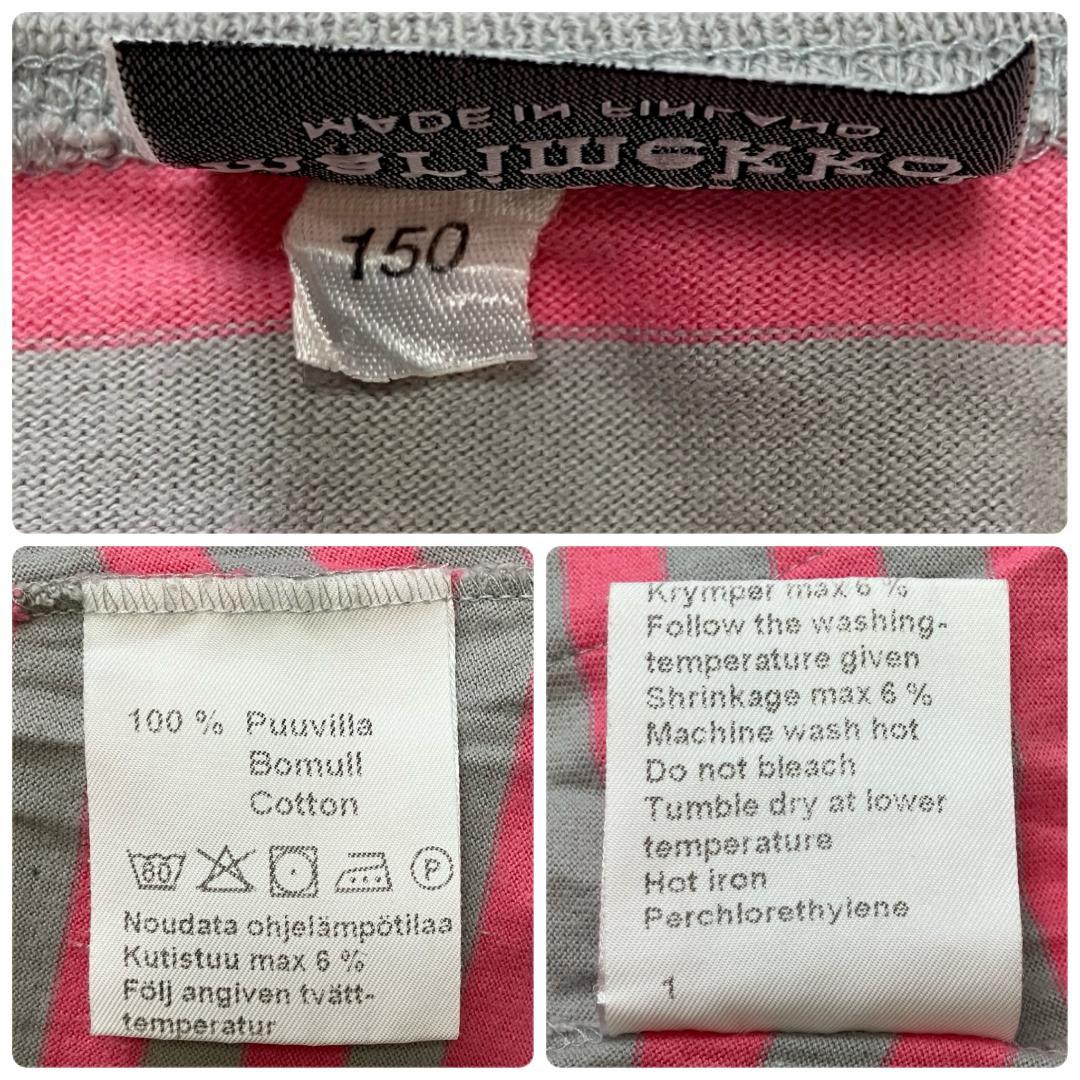 MADE IN FINLAND
marimekko
150
100 % Puuvilla
Bomull
Cotton
60 P
Noudata ohjelämpötilaa
Kutistuu max 6 %
Följ angiven tvätt-
temperatur
Krymper max 6 %
Follow the washing-
temperature given
Shrinkage max 6 %
Machine wash hot
Do not bleach
Tumble dry at lower
temperature
Hot iron
Perchlorethylene
1